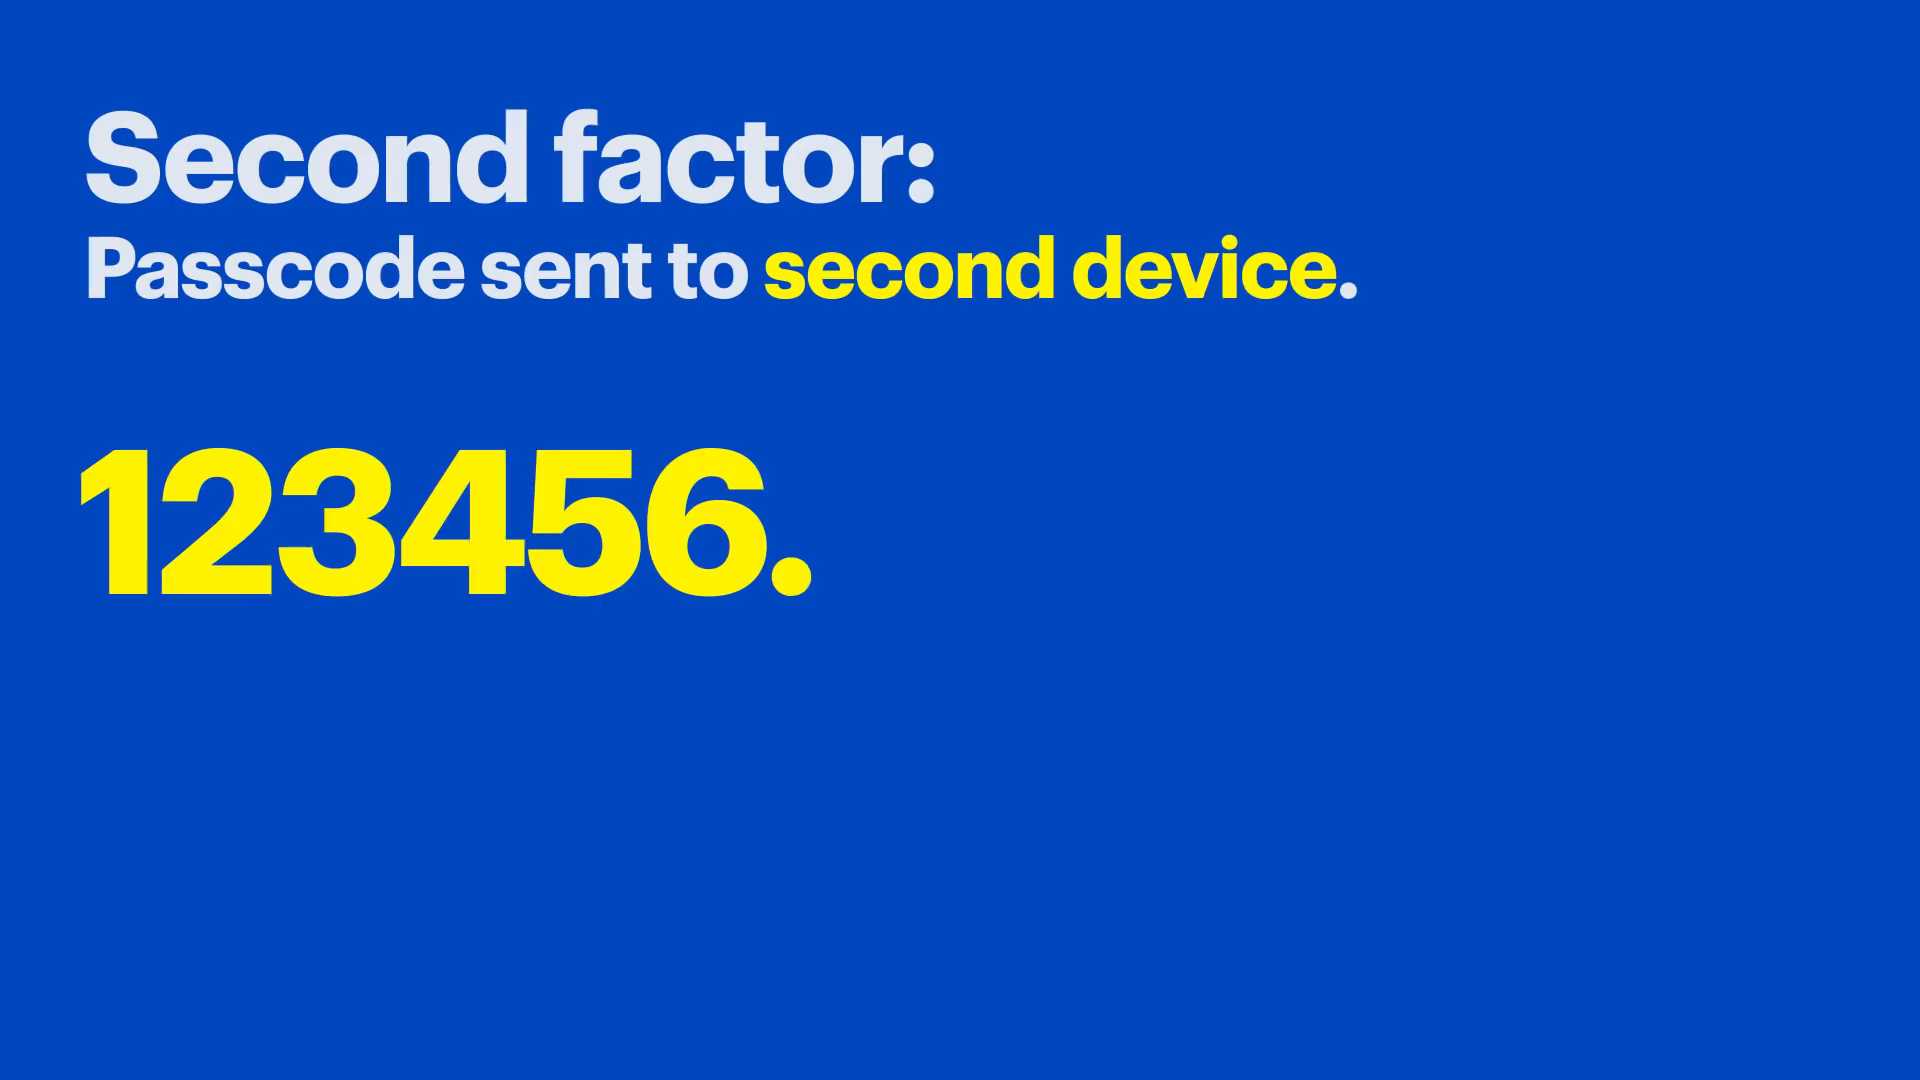 Second factor:
Passcode sent to second device.
123456.